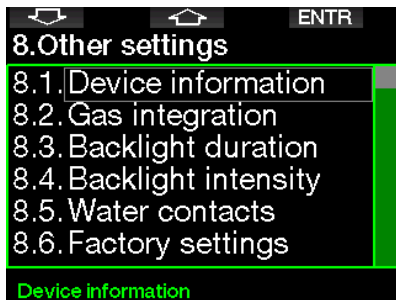 ENTR
8.Other settings
8.1.Device information
8.2.Gas integration
8.3.Backlight duration
8.4.Backlight intensity
8.5.Water contacts
8.6.Factory settings
Device information